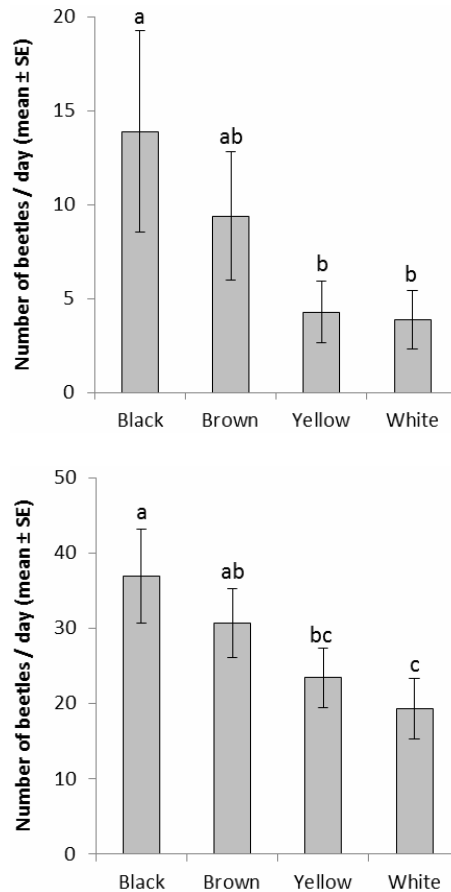 Number of beetles / day (mean ± SE)
20
15
10
5
0
a
ab
b
b
Black Brown Yellow White
Number of beetles / day (mean ± SE)
50
40
30
20
10
0
a
ab
bc
c
Black Brown Yellow White